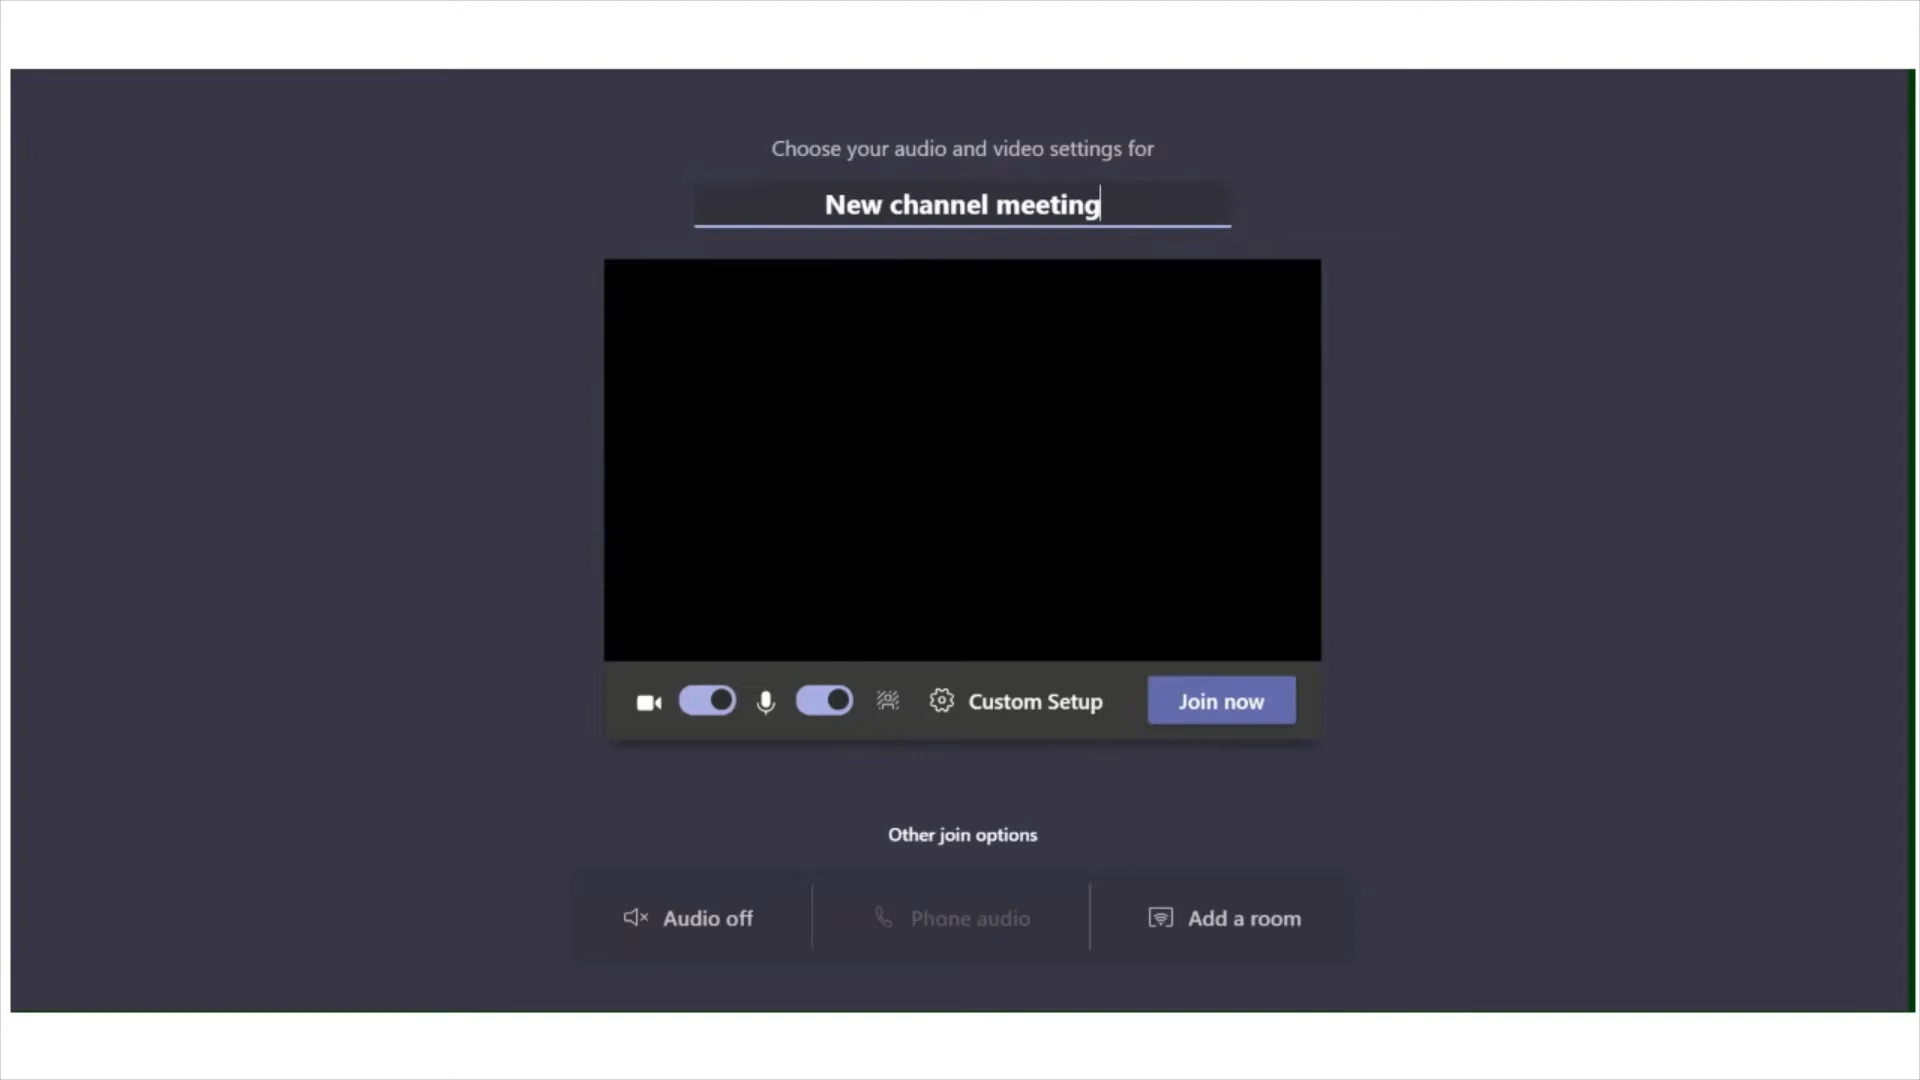 Choose your audio and video settings for
New channel meeting
Custom Setup
Join now
Other join options
Audio off
Phone audio
Add a room